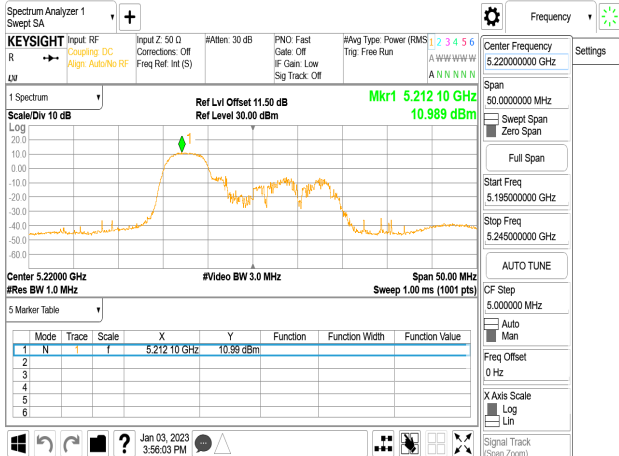 Spectrum Analyzer 1
Swept SA
Frequency
KEYSIGHT
R
Input: RF
Coupling: DC
Align: Auto/No RF
Input Z: 50 Ω
Corrections: Off
Freq Ref: Int (S)
#Atten: 30 dB
PNO: Fast
Gate: Off
IF Gain: Low
Sig Track: Off
#Avg Type: Power (RMS
Trig: Free Run
1 2 3 4 5 6
A W W W W W
A N N N N N
LXI
1 Spectrum
Scale/Div 10 dB
Ref Lvl Offset 11.50 dB
Ref Level 30.00 dBm
Mkr1 5.212 10 GHz
10.989 dBm
Log
1
20.0
10.0
0.00
-10.0
-20.0
-30.0
-40.0
-50.0
-60.0
Center 5.22000 GHz
#Res BW 1.0 MHz
#Video BW 3.0 MHz
Span 50.00 MHz
Sweep 1.00 ms (1001 pts)
5 Marker Table
Mode Trace Scale X Y Function Function Width Function Value
1 N 1 f 5.212 10 GHz 10.99 dBm
2
3
4
5
6
?
Jan 03, 2023
3:56:03 PM
Center Frequency
5.220000000 GHz
Settings
Span
50.0000000 MHz
Swept Span
Zero Span
Full Span
Start Freq
5.195000000 GHz
Stop Freq
5.245000000 GHz
AUTO TUNE
CF Step
5.000000 MHz
Auto
Man
Freq Offset
0 Hz
X Axis Scale
Log
Lin
Signal Track
(Span Zoom)